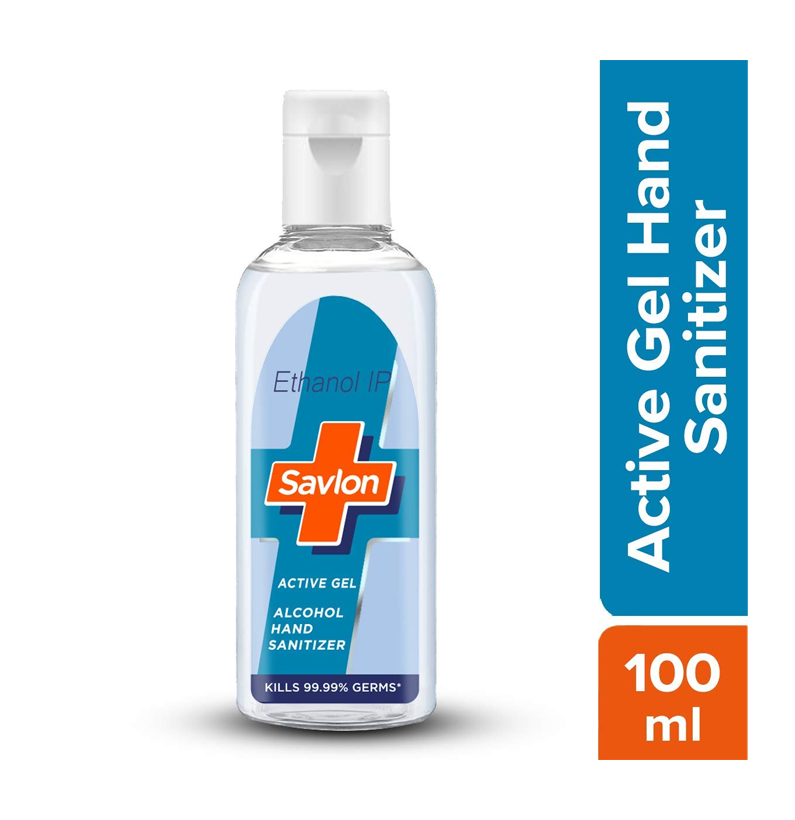 Ethanol IP
Savlon
ACTIVE GEL
ALCOHOL
HAND
SANITIZER
KILLS 99.99% GERMS*
Active Gel Hand
Sanitizer
100
ml